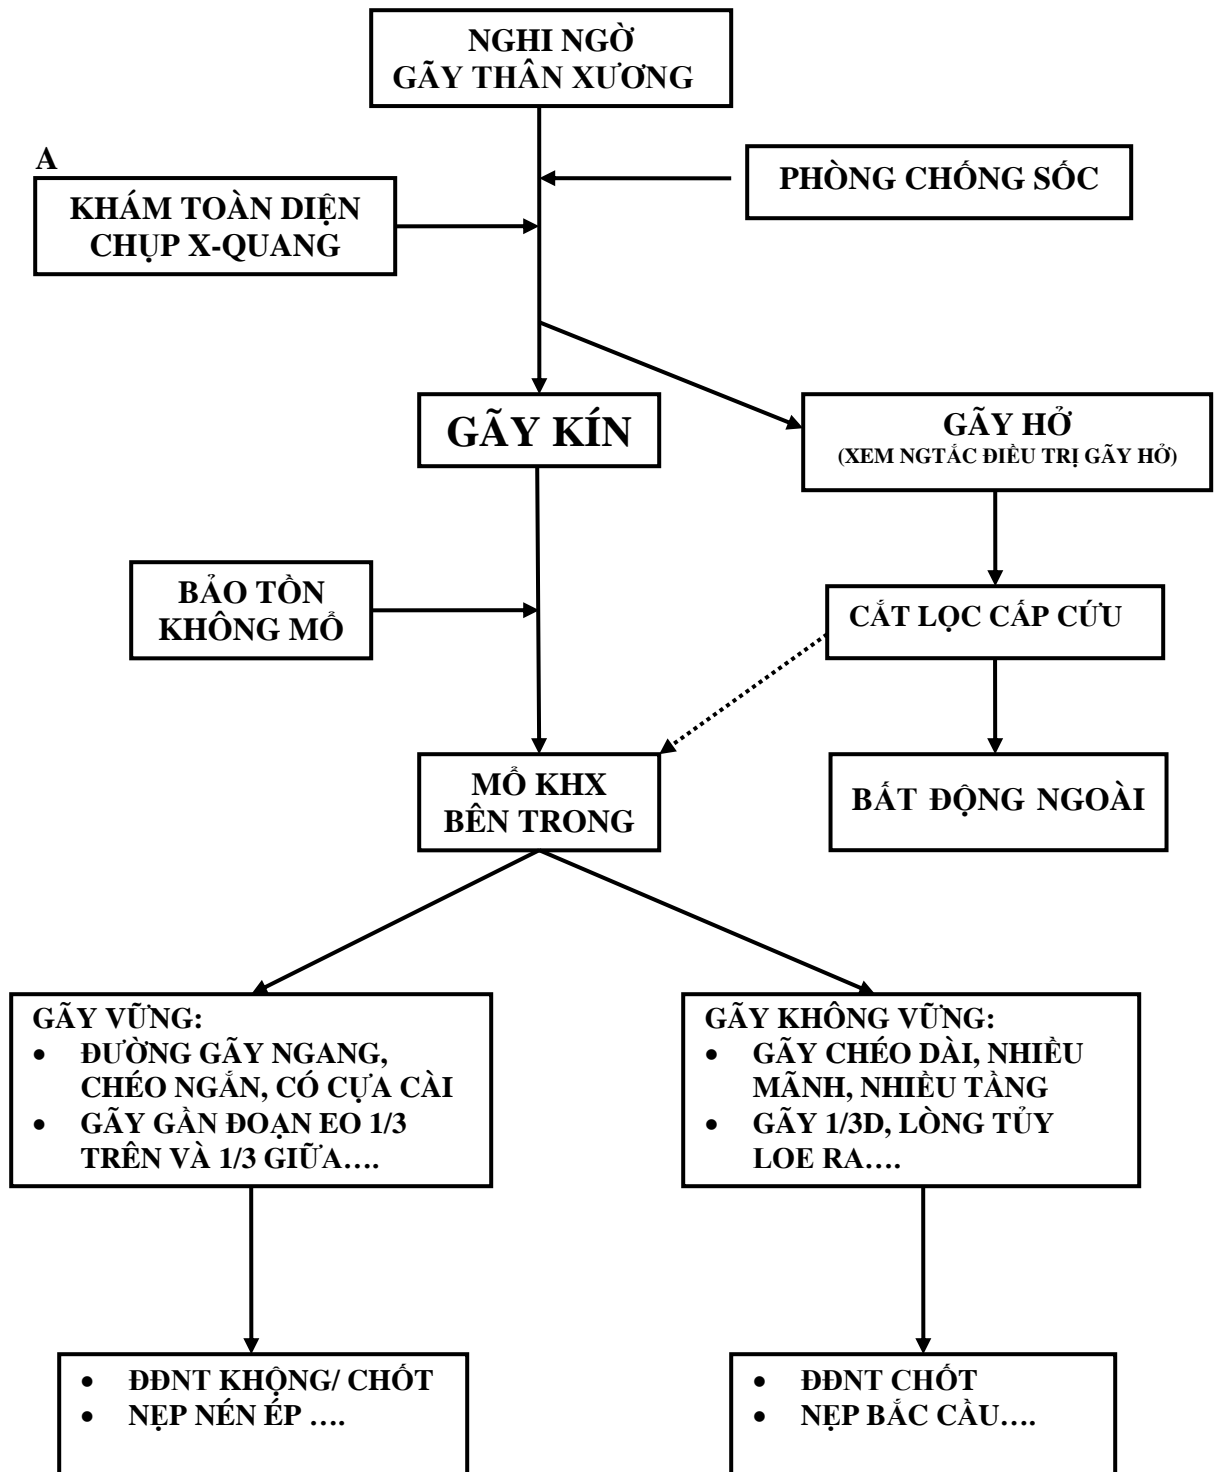 NGHI NGỜ
GÃY THÂN XƯƠNG
A
PHÒNG CHỐNG SỐC
KHÁM TOÀN DIỆN
CHỤP X-QUANG
GÃY KÍN
GÃY HỞ
(XEM NGTẮC ĐIỀU TRỊ GÃY HỞ)
BẢO TỒN
KHÔNG MỔ
CẮT LỌC CẤP CỨU
MỔ KHX
BÊN TRONG
BẤT ĐỘNG NGOÀI
GÃY VỮNG:
• ĐƯỜNG GÃY NGANG,
CHÉO NGẮN, CÓ CỰA CÀI
• GÃY GẦN ĐOẠN EO 1/3
TRÊN VÀ 1/3 GIỮA….
GÃY KHÔNG VỮNG:
• GÃY CHÉO DÀI, NHIỀU
MÃNH, NHIỀU TẦNG
• GÃY 1/3D, LÒNG TỦY
LOE RA….
• ĐĐNT KHỘNG/ CHỐT
• NẸP NÉN ÉP ….
• ĐĐNT CHỐT
• NẸP BẮC CẦU….